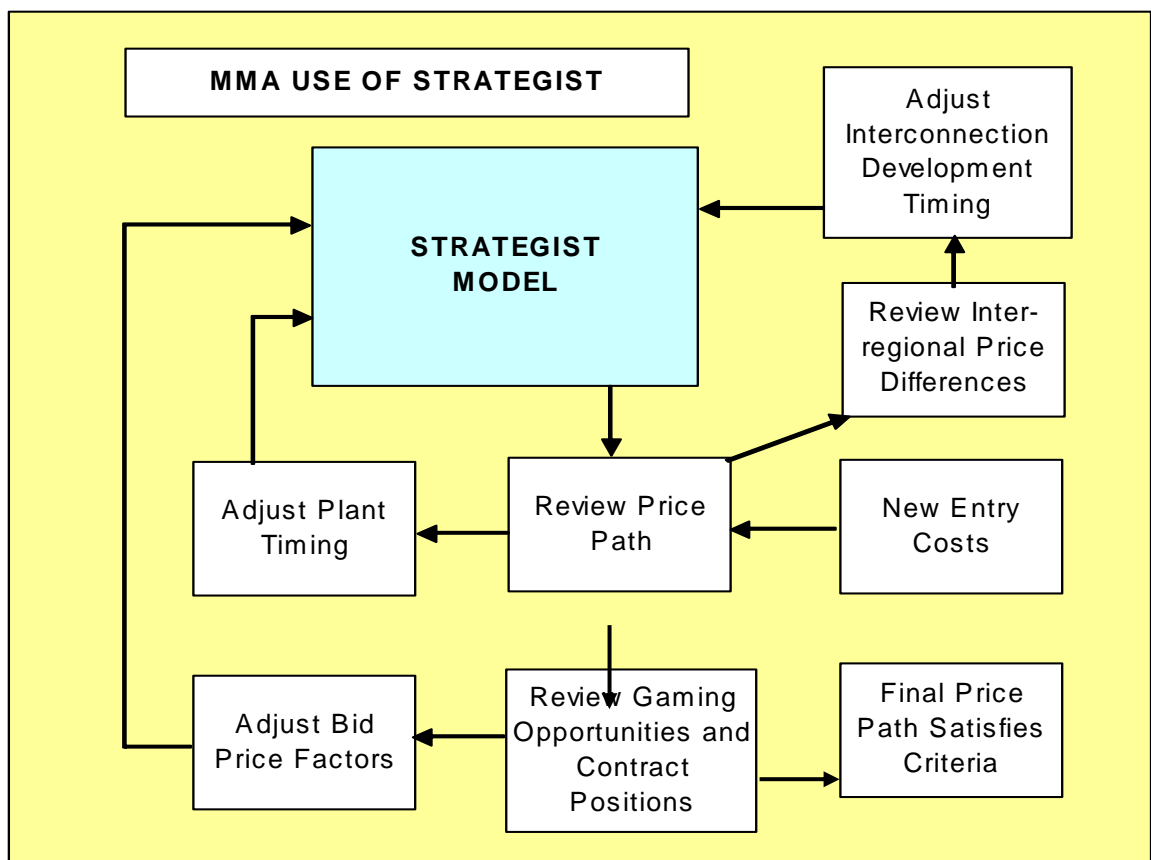 MMA USE OF STRATEGIST
Adjust
Interconnection
Development
Timing
STRATEGIST
MODEL
Review Inter-
regional Price
Differences
Adjust Plant
Timing
Review Price
Path
New Entry
Costs
Adjust Bid
Price Factors
Review Gaming
Opportunities and
Contract
Positions
Final Price
Path Satisfies
Criteria